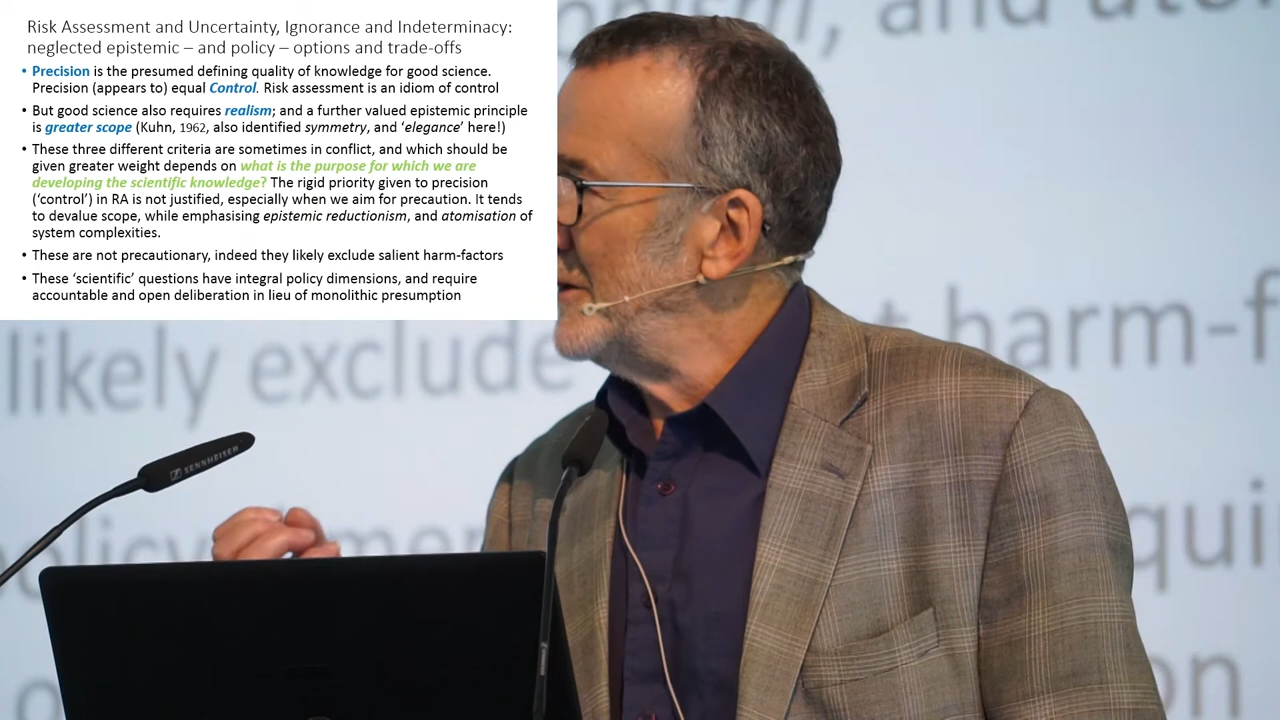 Risk Assessment and Uncertainty, Ignorance and Indeterminacy:
neglected epistemic – and policy – options and trade-offs
• Precision is the presumed defining quality of knowledge for good science.
Precision (appears to) equal Control. Risk assessment is an idiom of control
• But good science also requires realism; and a further valued epistemic principle
is greater scope (Kuhn, 1962, also identified symmetry, and ‘elegance’ here!)
• These three different criteria are sometimes in conflict, and which should be
given greater weight depends on what is the purpose for which we are
developing the scientific knowledge? The rigid priority given to precision
(‘control’) in RA is not justified, especially when we aim for precaution. It tends
to devalue scope, while emphasising epistemic reductionism, and atomisation of
system complexities.
• These are not precautionary, indeed they likely exclude salient harm-factors
• These ‘scientific’ questions have integral policy dimensions, and require
accountable and open deliberation in lieu of monolithic presumption
, and ato
likely exclude t harm-f
SENNHEISER